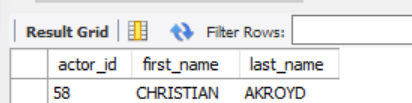 Result Grid Filter Rows:
actor_id first_name last_name
58 CHRISTIAN AKROYD